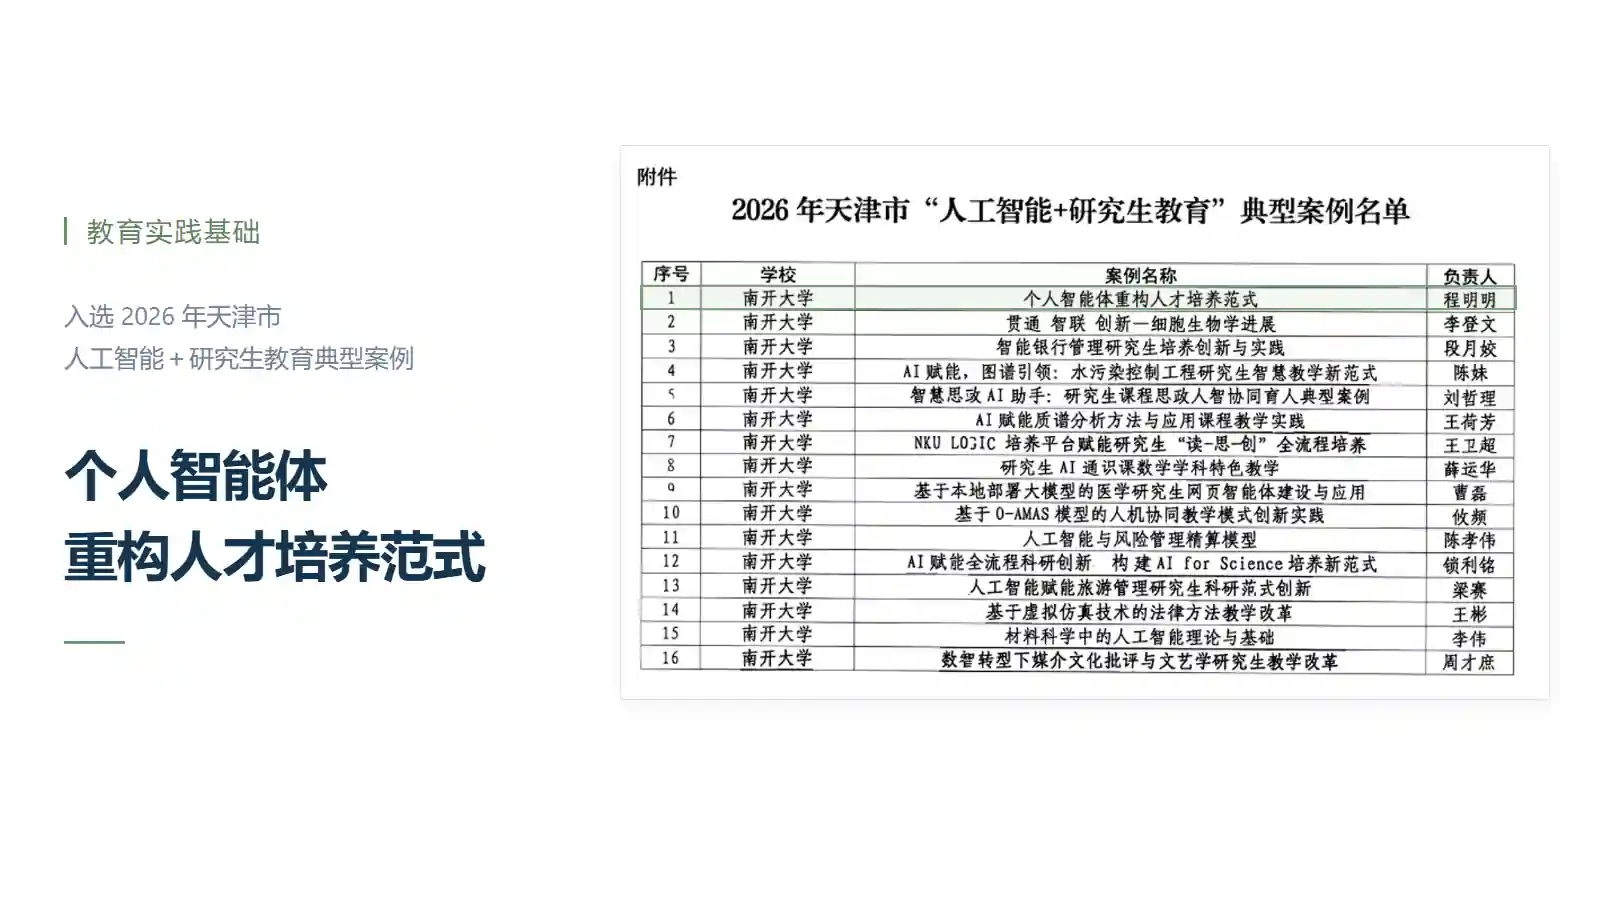 教育实践基础
入选 2026 年天津市
人工智能 + 研究生教育典型案例
个人智能体
重构人才培养范式
附件
2026 年天津市“人工智能+研究生教育”典型案例名单
序号 学校 案例名称 负责人
1 南开大学 个人智能体重构人才培养范式 程明明
2 南开大学 贯通 智联 创新—细胞生物学进展 李登文
3 南开大学 智能银行管理研究生培养创新与实践 段月姣
4 南开大学 AI 赋能，图谱引领：水污染控制工程研究生智慧教学新范式 陈妹
5 南开大学 智慧思政 AI 助手：研究生课程思政人智协同育人典型案例 刘哲理
6 南开大学 AI 赋能质谱分析方法与应用课程教学实践 王荷芳
7 南开大学 NKU LOGIC 培养平台赋能研究生“读-思-创”全流程培养 王卫超
8 南开大学 研究生 AI 通识课数学学科特色教学 薛运华
9 南开大学 基于本地部署大模型的医学研究生网页智能体建设与应用 曹磊
10 南开大学 基于 O-AMAS 模型的人机协同教学模式创新实践 攸频
11 南开大学 人工智能与风险管理精算模型 陈孝伟
12 南开大学 AI 赋能全流程科研创新 构建 AI for Science 培养新范式 锁利铭
13 南开大学 人工智能赋能旅游管理研究生科研范式创新 梁赛
14 南开大学 基于虚拟仿真技术的法律方法教学改革 王彬
15 南开大学 材料科学中的人工智能理论与基础 李伟
16 南开大学 数智转型下媒介文化批评与文艺学研究生教学改革 周才庶